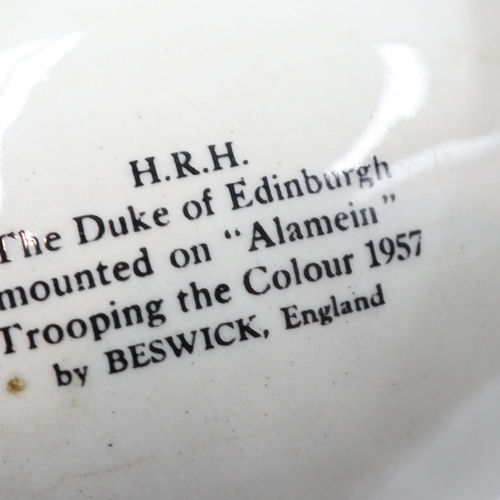 H.R.H.
The Duke of Edinburgh
mounted on "Alamein"
Trooping the Colour 1957
by BESWICK, England